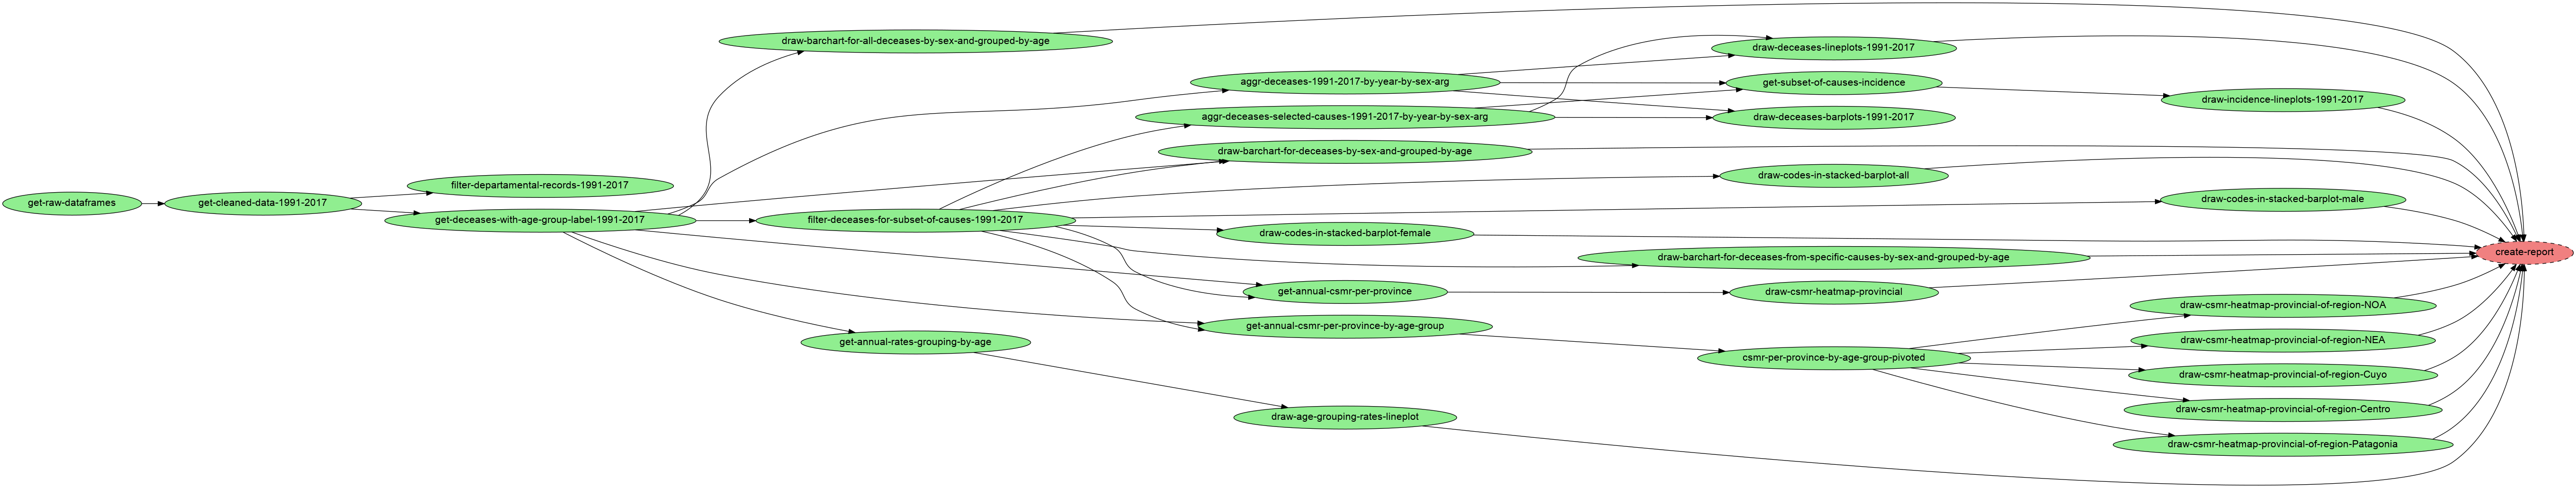 draw-barchart-for-all-deceases-by-sex-and-grouped-by-age
draw-deceases-lineplots-1991-2017
aggr-deceases-1991-2017-by-year-by-sex-arg
get-subset-of-causes-incidence
draw-incidence-lineplots-1991-2017
aggr-deceases-selected-causes-1991-2017-by-year-by-sex-arg
draw-deceases-barplots-1991-2017
draw-barchart-for-deceases-by-sex-and-grouped-by-age
draw-codes-in-stacked-barplot-all
filter-departamental-records-1991-2017
get-raw-dataframes
get-cleaned-data-1991-2017
draw-codes-in-stacked-barplot-male
get-deceases-with-age-group-label-1991-2017
filter-deceases-for-subset-of-causes-1991-2017
draw-codes-in-stacked-barplot-female
create-report
draw-barchart-for-deceases-from-specific-causes-by-sex-and-grouped-by-age
get-annual-csmr-per-province
draw-csmr-heatmap-provincial
draw-csmr-heatmap-provincial-of-region-NOA
get-annual-csmr-per-province-by-age-group
get-annual-rates-grouping-by-age
draw-csmr-heatmap-provincial-of-region-NEA
csmr-per-province-by-age-group-pivoted
draw-csmr-heatmap-provincial-of-region-Cuyo
draw-csmr-heatmap-provincial-of-region-Centro
draw-age-grouping-rates-lineplot
draw-csmr-heatmap-provincial-of-region-Patagonia